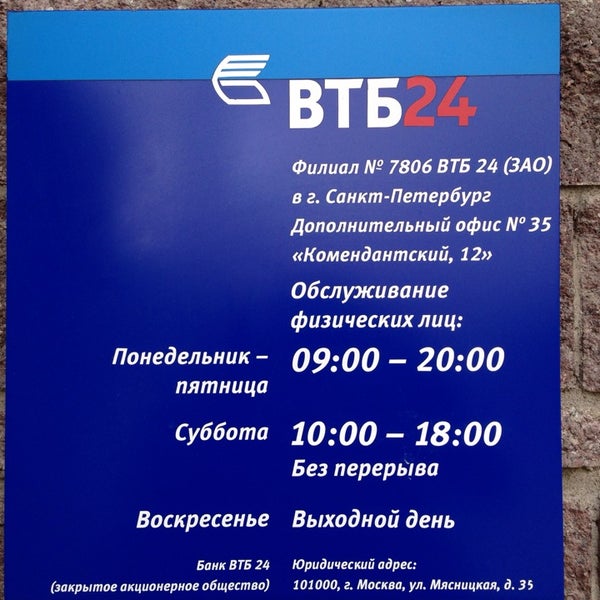 ВТБ24
Филиал № 7806 ВТБ 24 (ЗАО)
в г. Санкт-Петербург
Дополнительный офис № 35
«Комендантский, 12»
Обслуживание
физических лиц:
Понедельник –
пятница
09:00 – 20:00
Суббота
10:00 – 18:00
Без перерыва
Воскресенье
Выходной день
Банк ВТБ 24
(закрытое акционерное общество)
Юридический адрес:
101000, г. Москва, ул. Мясницкая, д. 35